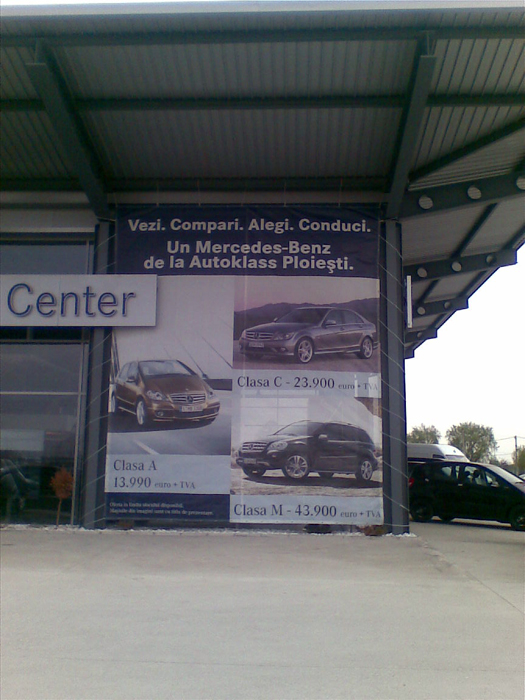 Vezi. Compari. Alegi. Conduci.
Un Mercedes-Benz
de la Autoklass Ploieşti.
Center
Clasa C - 23.900 euro + TVA
Clasa A
13.990 euro + TVA
Clasa M - 43.900 euro + TVA